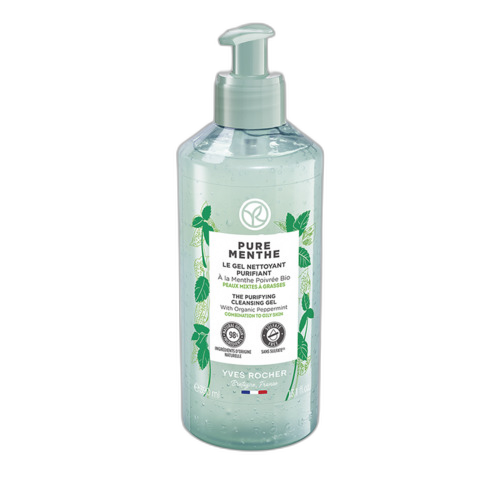 PURE
MENTHE
LE GEL NETTOYANT
PURIFIANT
À la Menthe Poivrée Bio
PEAUX MIXTES À GRASSES
THE PURIFYING
CLEANSING GEL
With Organic Peppermint
COMBINATION TO OILY SKIN
98%
INGRÉDIENTS D'ORIGINE
NATURELLE
SANS SULFATE
YVES ROCHER
Bretagne, France